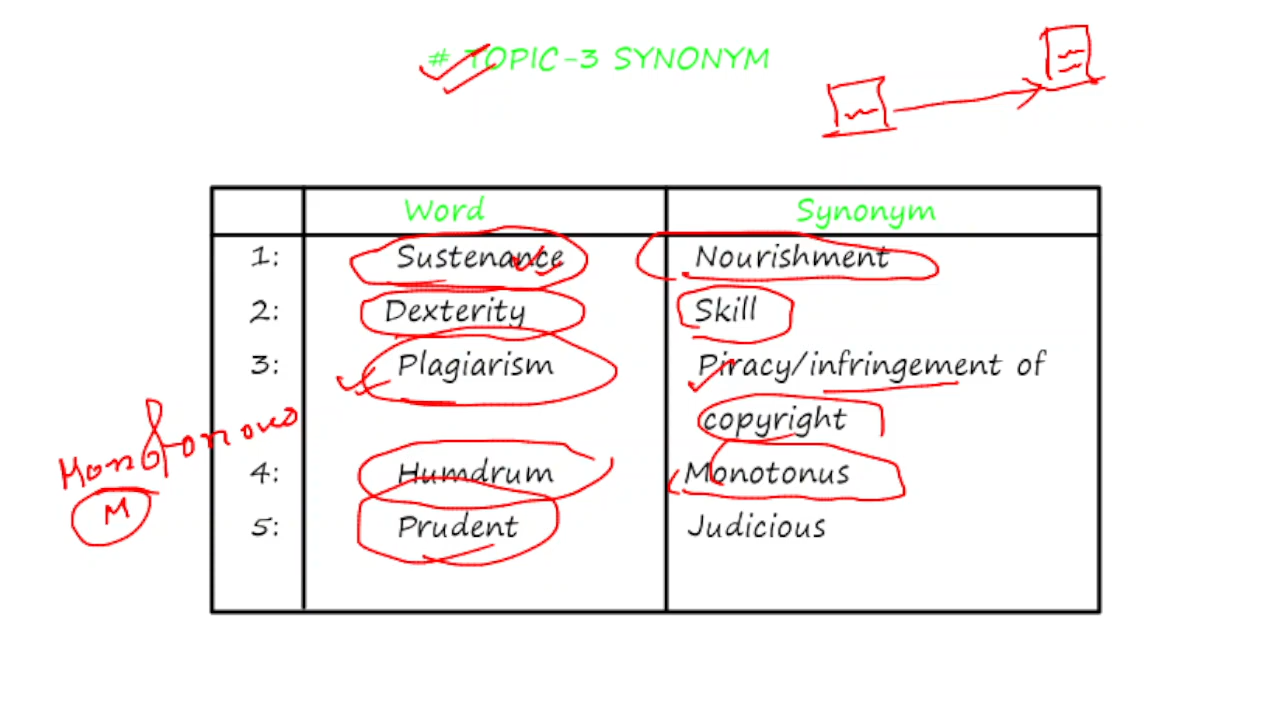 # TOPIC-3 SYNONYM
Word Synonym
1: Sustenance Nourishment
2: Dexterity Skill
3: Plagiarism Piracy/infringement of
copyright
4: Humdrum Monotonus
5: Prudent Judicious
M